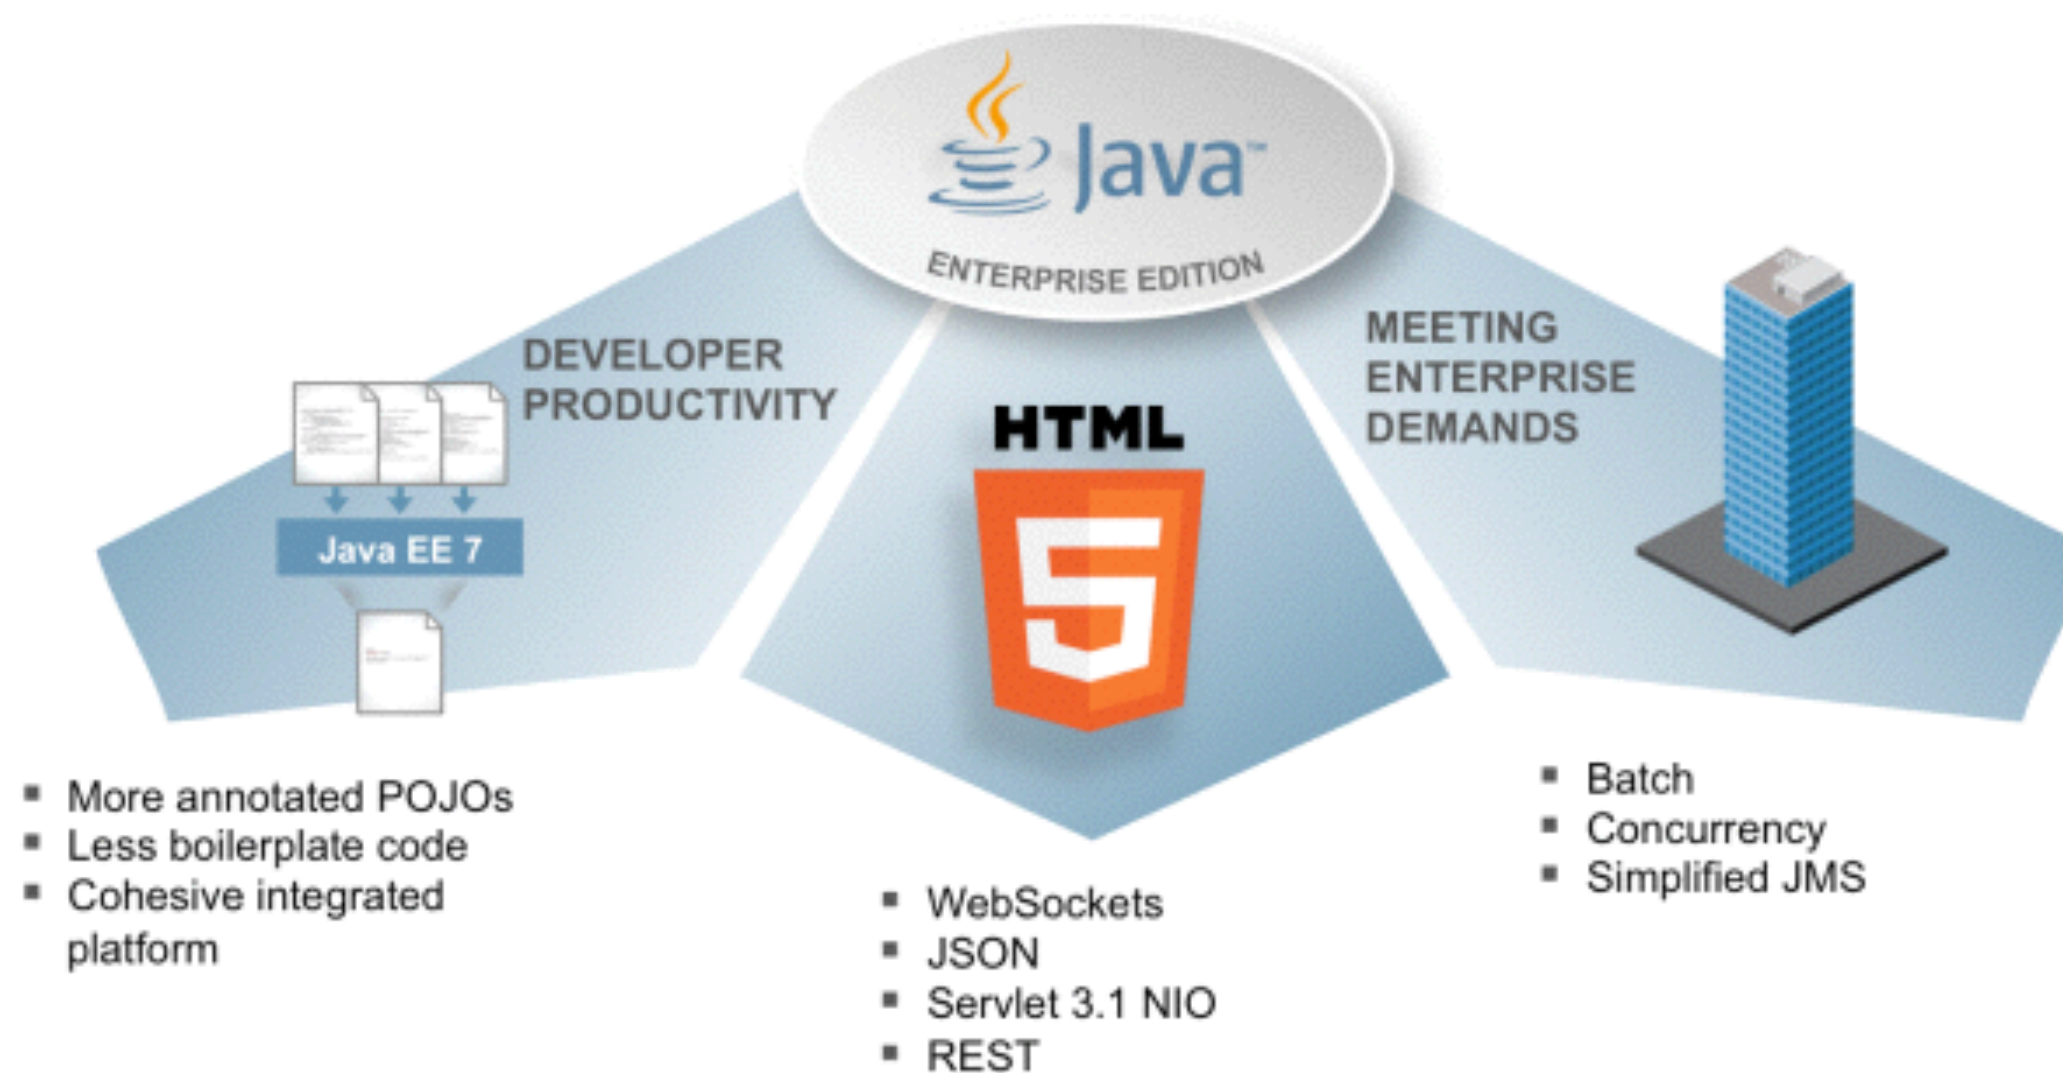 Java™
ENTERPRISE EDITION
DEVELOPER
PRODUCTIVITY
Java EE 7
▪ More annotated POJOs
▪ Less boilerplate code
▪ Cohesive integrated
platform
HTML
5
▪ WebSockets
▪ JSON
▪ Servlet 3.1 NIO
▪ REST
MEETING
ENTERPRISE
DEMANDS
▪ Batch
▪ Concurrency
▪ Simplified JMS